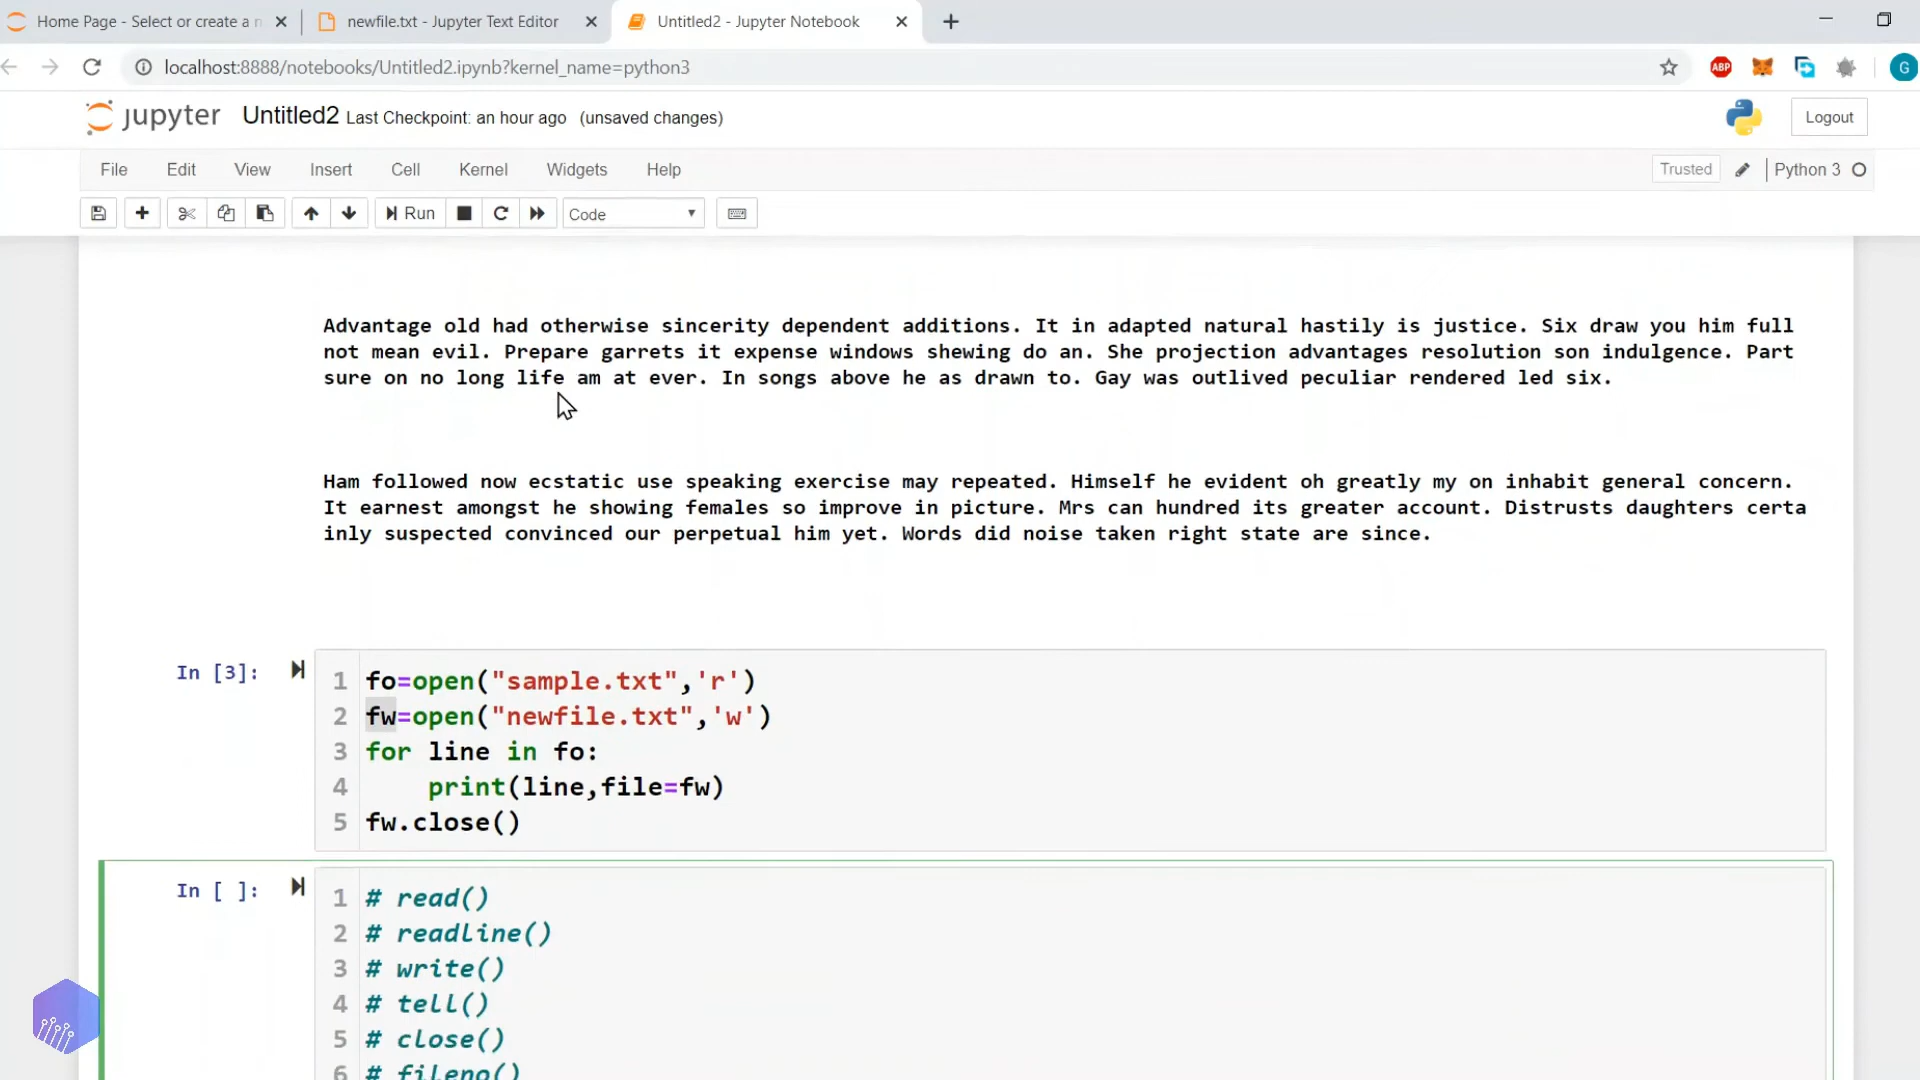 Home Page - Select or create a n
newfile.txt - Jupyter Text Editor
Untitled2 - Jupyter Notebook
localhost:8888/notebooks/Untitled2.ipynb?kernel_name=python3
ABP
G
jupyter Untitled2 Last Checkpoint: an hour ago (unsaved changes)
Logout
File Edit View Insert Cell Kernel Widgets Help
Trusted
Python 3
Run
Code
Advantage old had otherwise sincerity dependent additions. It in adapted natural hastily is justice. Six draw you him full
not mean evil. Prepare garrets it expense windows shewing do an. She projection advantages resolution son indulgence. Part
sure on no long life am at ever. In songs above he as drawn to. Gay was outlived peculiar rendered led six.
Ham followed now ecstatic use speaking exercise may repeated. Himself he evident oh greatly my on inhabit general concern.
It earnest amongst he showing females so improve in picture. Mrs can hundred its greater account. Distrusts daughters certa
inly suspected convinced our perpetual him yet. Words did noise taken right state are since.
In [3]:
1 fo=open("sample.txt",'r')
2 fw=open("newfile.txt",'w')
3 for line in fo:
4     print(line,file=fw)
5 fw.close()
In [ ]:
1 # read()
2 # readline()
3 # write()
4 # tell()
5 # close()
6 # fileno()